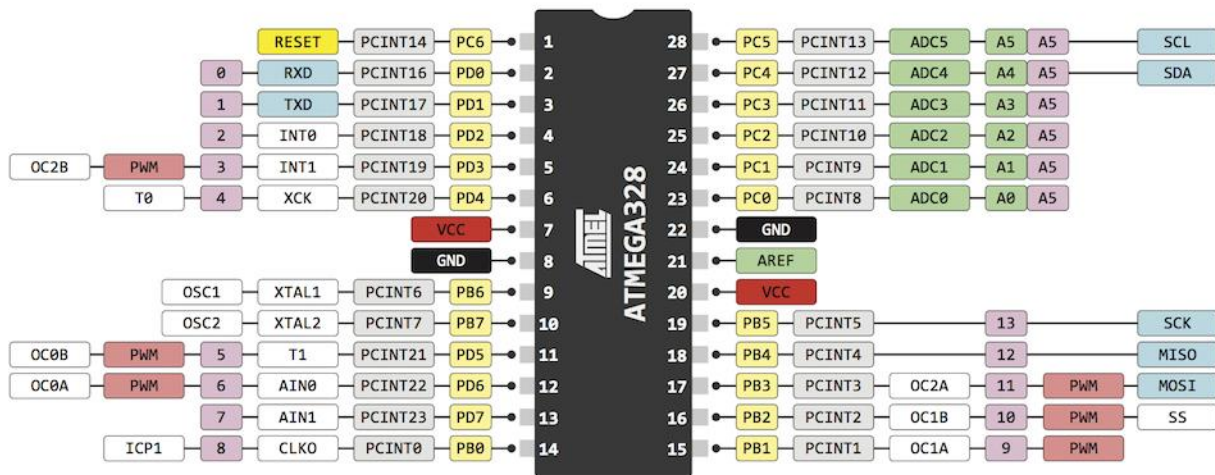 RESET PCINT14 PC6 1 28 PC5 PCINT13 ADC5 A5 A5 SCL
0 RXD PCINT16 PD0 2 27 PC4 PCINT12 ADC4 A4 A5 SDA
1 TXD PCINT17 PD1 3 26 PC3 PCINT11 ADC3 A3 A5
2 INT0 PCINT18 PD2 4 25 PC2 PCINT10 ADC2 A2 A5
OC2B PWM 3 INT1 PCINT19 PD3 5 24 PC1 PCINT9 ADC1 A1 A5
T0 4 XCK PCINT20 PD4 6 23 PC0 PCINT8 ADC0 A0 A5
VCC 7 22 GND
GND 8 21 AREF
OSC1 XTAL1 PCINT6 PB6 9 20 VCC
OSC2 XTAL2 PCINT7 PB7 10 19 PB5 PCINT5 13 SCK
OC0B PWM 5 T1 PCINT21 PD5 11 18 PB4 PCINT4 12 MISO
OC0A PWM 6 AIN0 PCINT22 PD6 12 17 PB3 PCINT3 OC2A 11 PWM MOSI
7 AIN1 PCINT23 PD7 13 16 PB2 PCINT2 OC1B 10 PWM SS
ICP1 8 CLKO PCINT0 PB0 14 15 PB1 PCINT1 OC1A 9 PWM
ATMEL
ATMEGA328